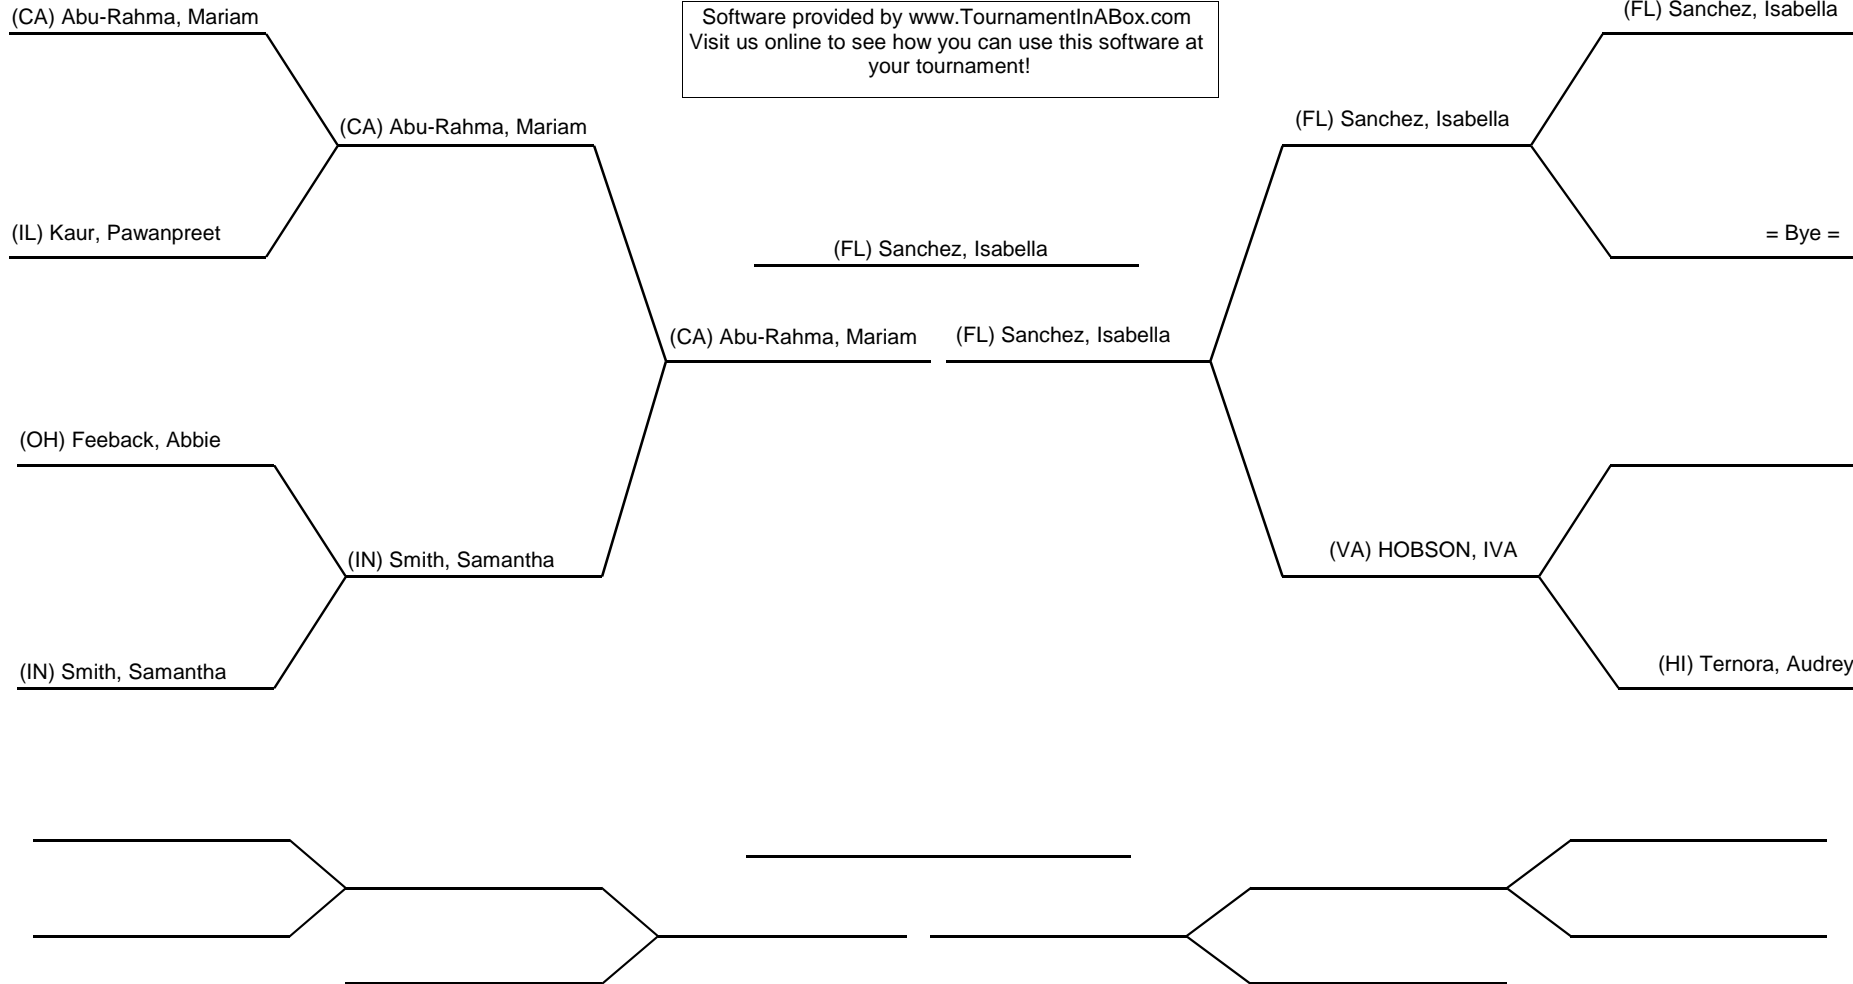 (CA) Abu-Rahma, Mariam
Software provided by www.TournamentInABox.com
Visit us online to see how you can use this software at
your tournament!
(FL) Sanchez, Isabella
(CA) Abu-Rahma, Mariam
(FL) Sanchez, Isabella
(IL) Kaur, Pawanpreet
(FL) Sanchez, Isabella
= Bye =
(CA) Abu-Rahma, Mariam
(FL) Sanchez, Isabella
(OH) Feeback, Abbie
(IN) Smith, Samantha
(VA) HOBSON, IVA
(IN) Smith, Samantha
(HI) Ternora, Audrey